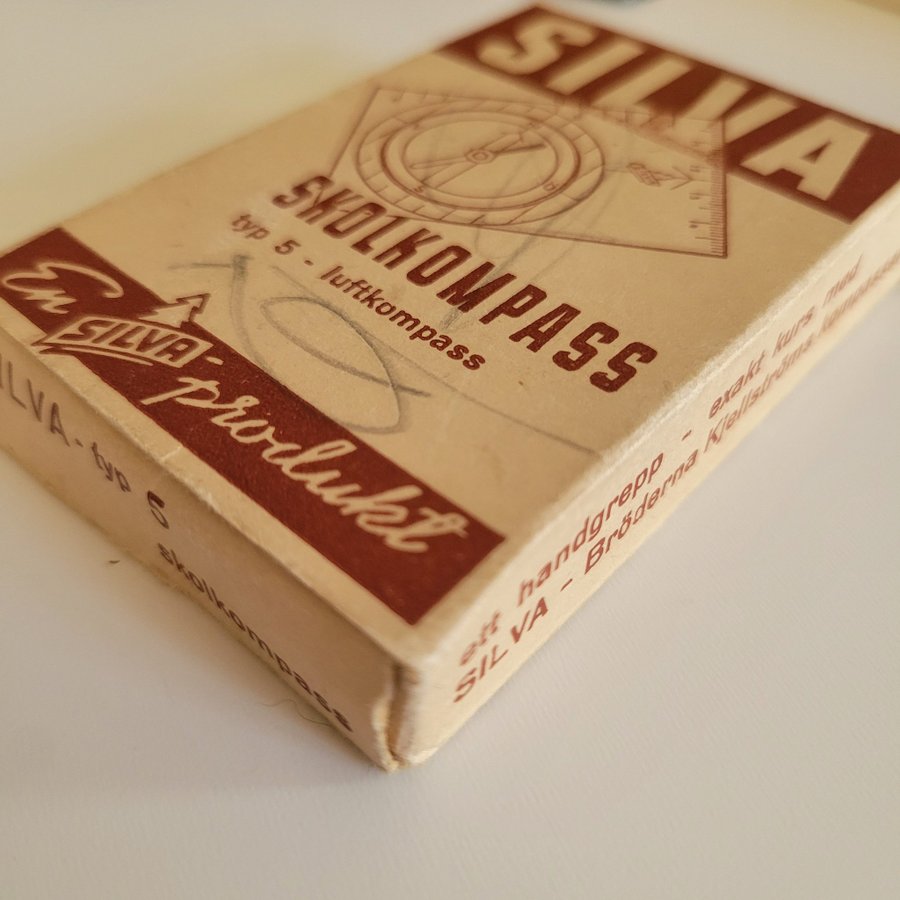 SILVA
SKOLKOMPASS
typ 5 - luftkompass
En SILVA-produkt
SILVA - typ 5
skolkompass
ett handgrepp - exakt kurs med
SILVA - Bröderna Kjellströms